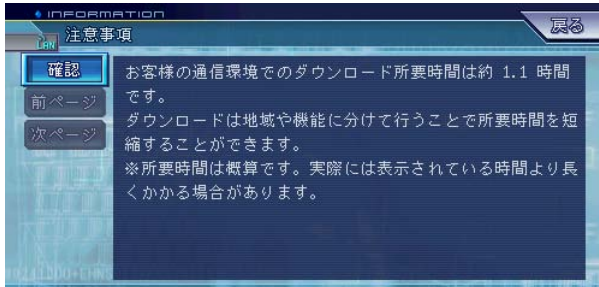 INFORMATION
戻る
LAN 注意事項
確認
前ページ
次ページ
お客様の通信環境でのダウンロード所要時間は約 1.1 時間
です。
ダウンロードは地域や機能に分けて行うことで所要時間を短
縮することができます。
※所要時間は概算です。実際には表示されている時間より長
くかかる場合があります。